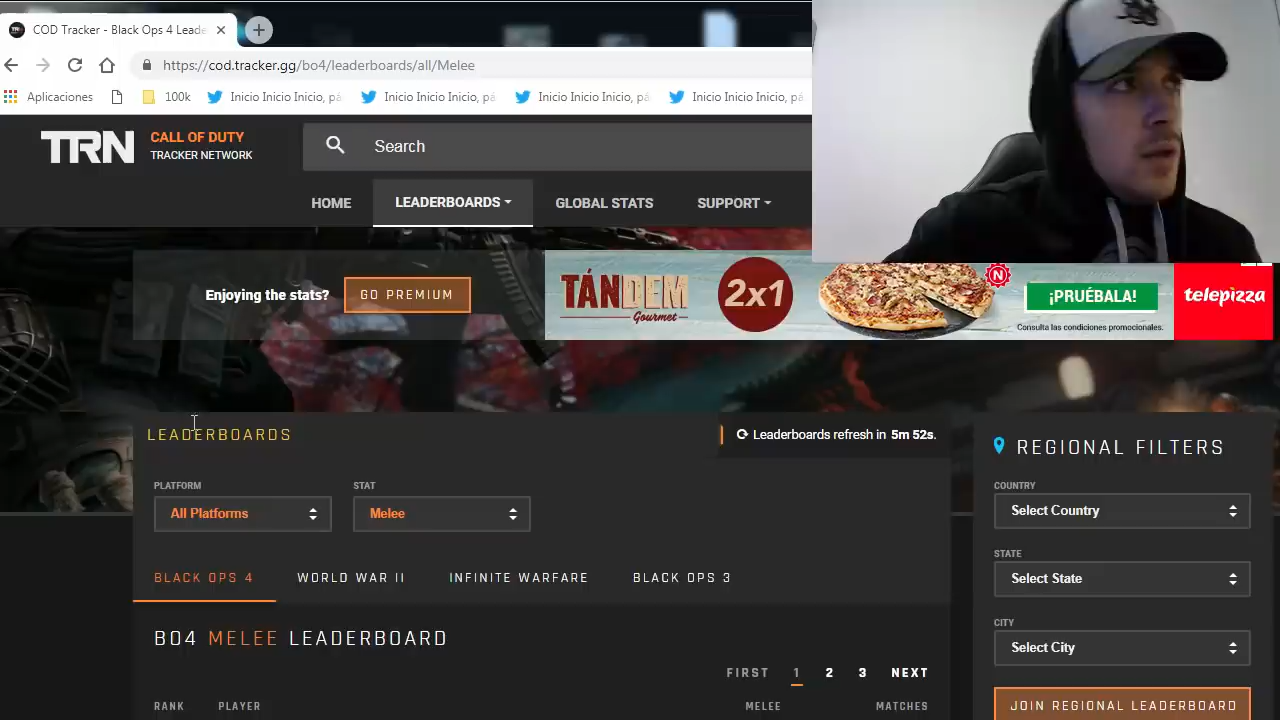 COD Tracker - Black Ops 4 Leade
https://cod.tracker.gg/bo4/leaderboards/all/Melee
Aplicaciones 100k Inicio Inicio Inicio, pá Inicio Inicio Inicio, pá Inicio Inicio Inicio, pá Inicio Inicio Inicio, pá
TRN CALL OF DUTY
TRACKER NETWORK
Search
HOME LEADERBOARDS GLOBAL STATS SUPPORT
Enjoying the stats? GO PREMIUM
TÁNDEM
Gourmet
2x1
N
¡PRUÉBALA!
Consulta las condiciones promocionales.
telepizza
LEADERBOARDS
Leaderboards refresh in 5m 52s.
PLATFORM STAT
All Platforms Melee
BLACK OPS 4 WORLD WAR II INFINITE WARFARE BLACK OPS 3
BO4 MELEE LEADERBOARD
FIRST 1 2 3 NEXT
RANK PLAYER MELEE MATCHES
REGIONAL FILTERS
COUNTRY
Select Country
STATE
Select State
CITY
Select City
JOIN REGIONAL LEADERBOARD